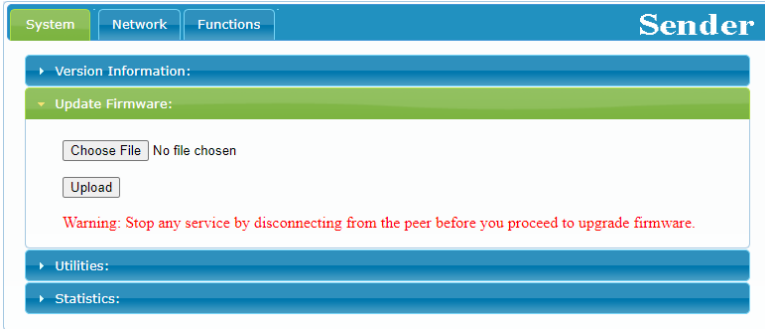 System Network Functions Sender
Version Information:
Update Firmware:
Choose File No file chosen
Upload
Warning: Stop any service by disconnecting from the peer before you proceed to upgrade firmware.
Utilities:
Statistics: